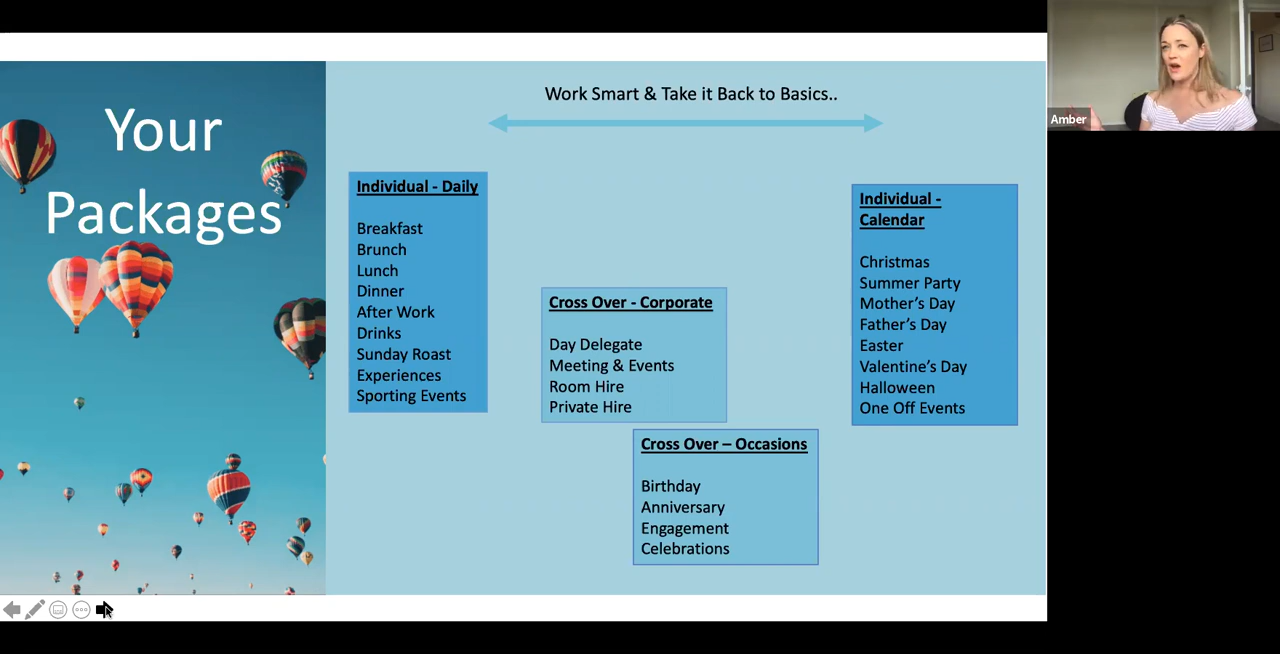 Your
Packages
Work Smart & Take it Back to Basics..
Individual - Daily
Breakfast
Brunch
Lunch
Dinner
After Work
Drinks
Sunday Roast
Experiences
Sporting Events
Cross Over - Corporate
Day Delegate
Meeting & Events
Room Hire
Private Hire
Cross Over – Occasions
Birthday
Anniversary
Engagement
Celebrations
Individual -
Calendar
Christmas
Summer Party
Mother’s Day
Father’s Day
Easter
Valentine’s Day
Halloween
One Off Events
Amber